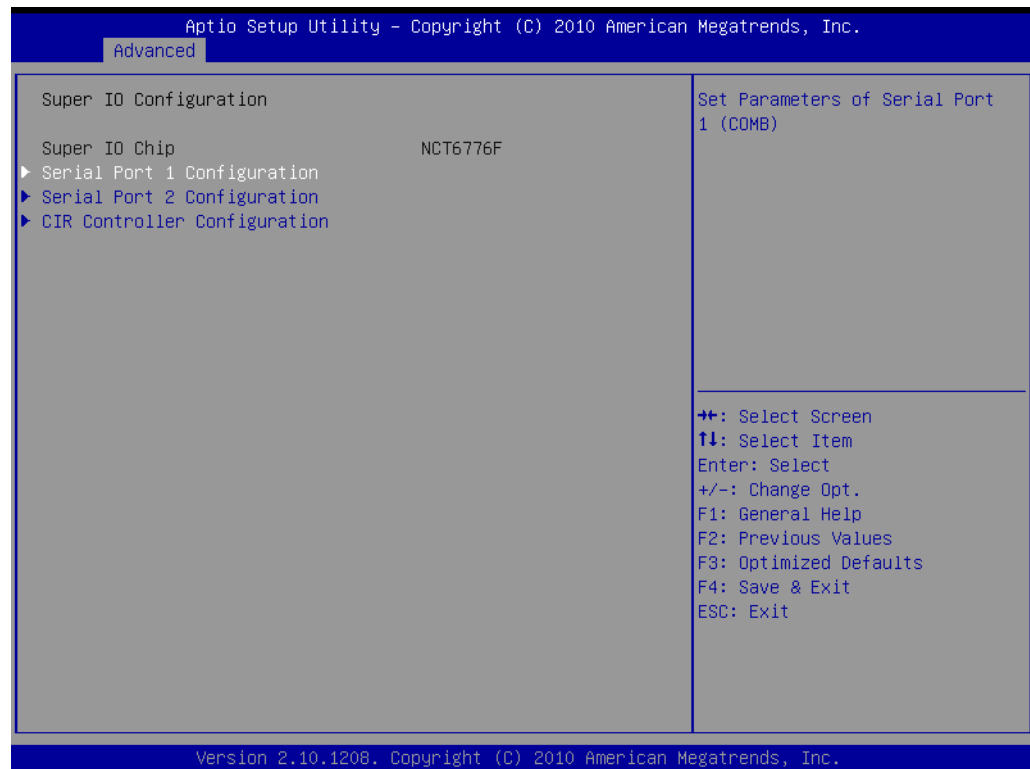 Aptio Setup Utility – Copyright (C) 2010 American Megatrends, Inc.
Advanced
Super IO Configuration
Super IO Chip NCT6776F
Serial Port 1 Configuration
Serial Port 2 Configuration
CIR Controller Configuration
Set Parameters of Serial Port
1 (COMB)
→←: Select Screen
↑↓: Select Item
Enter: Select
+/-: Change Opt.
F1: General Help
F2: Previous Values
F3: Optimized Defaults
F4: Save & Exit
ESC: Exit
Version 2.10.1208. Copyright (C) 2010 American Megatrends, Inc.